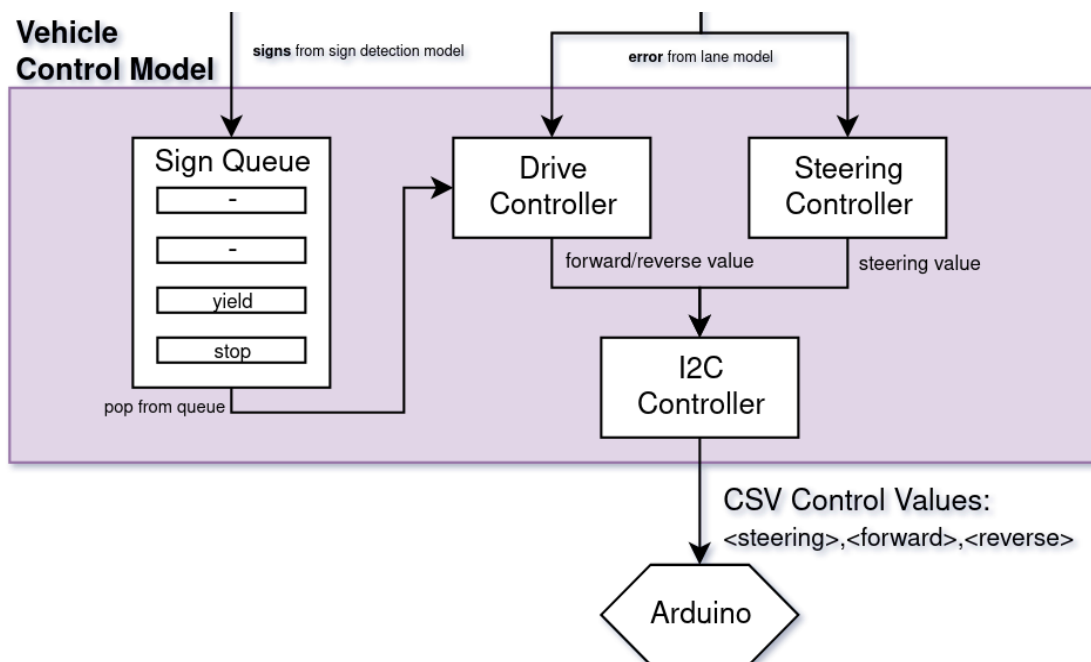 Vehicle
Control Model
signs from sign detection model
error from lane model
Sign Queue
-
-
yield
stop
pop from queue
Drive
Controller
Steering
Controller
forward/reverse value
steering value
I2C
Controller
CSV Control Values:
<steering>,<forward>,<reverse>
Arduino